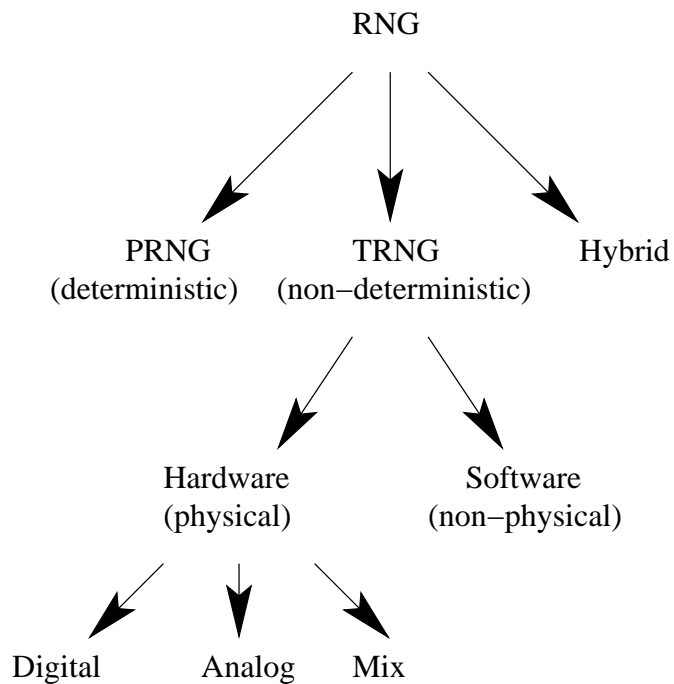 RNG
PRNG
(deterministic)
TRNG
(non−deterministic)
Hybrid
Hardware
(physical)
Software
(non−physical)
Digital
Analog
Mix